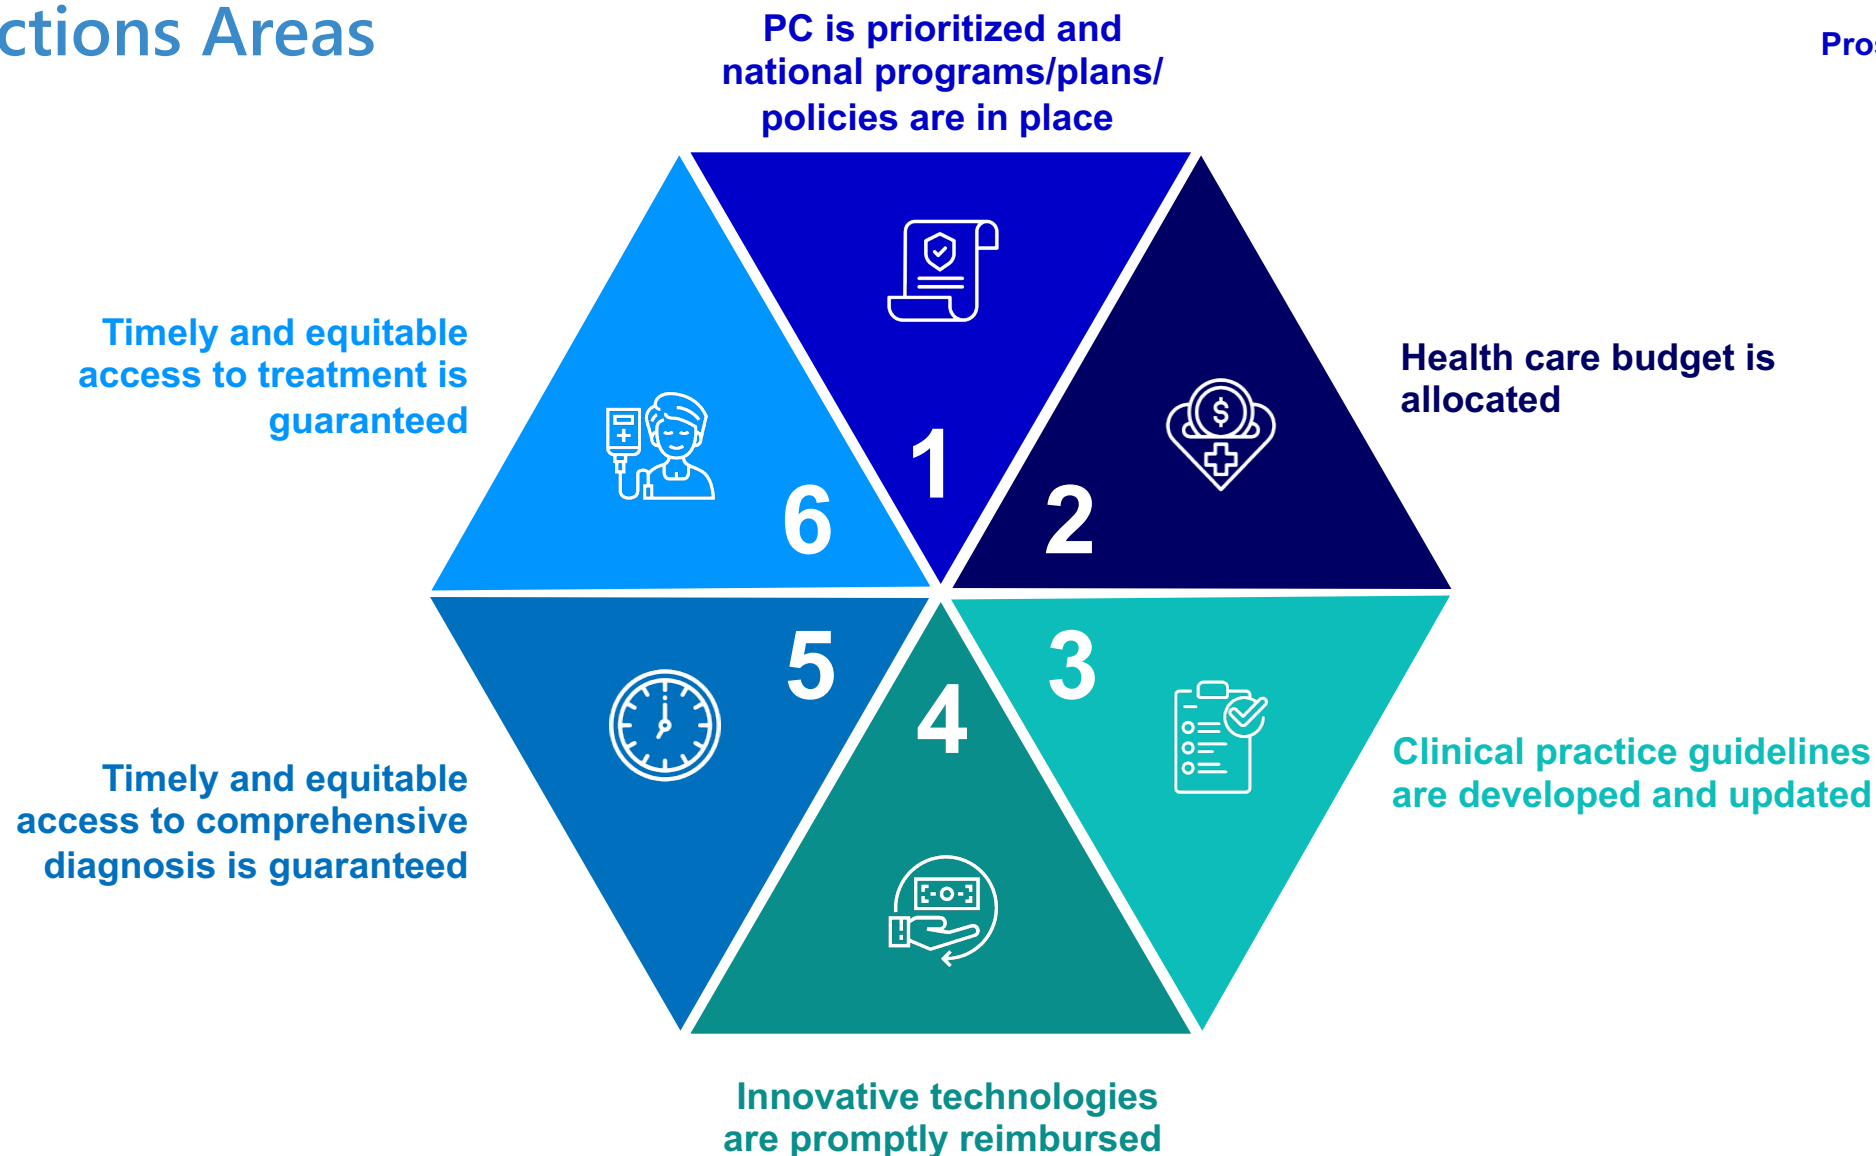 ctions Areas
Pros
PC is prioritized and
national programs/plans/
policies are in place
1
Health care budget is
allocated
2
$
Clinical practice guidelines
are developed and updated
3
Innovative technologies
are promptly reimbursed
4
Timely and equitable
access to comprehensive
diagnosis is guaranteed
5
Timely and equitable
access to treatment is
guaranteed
6